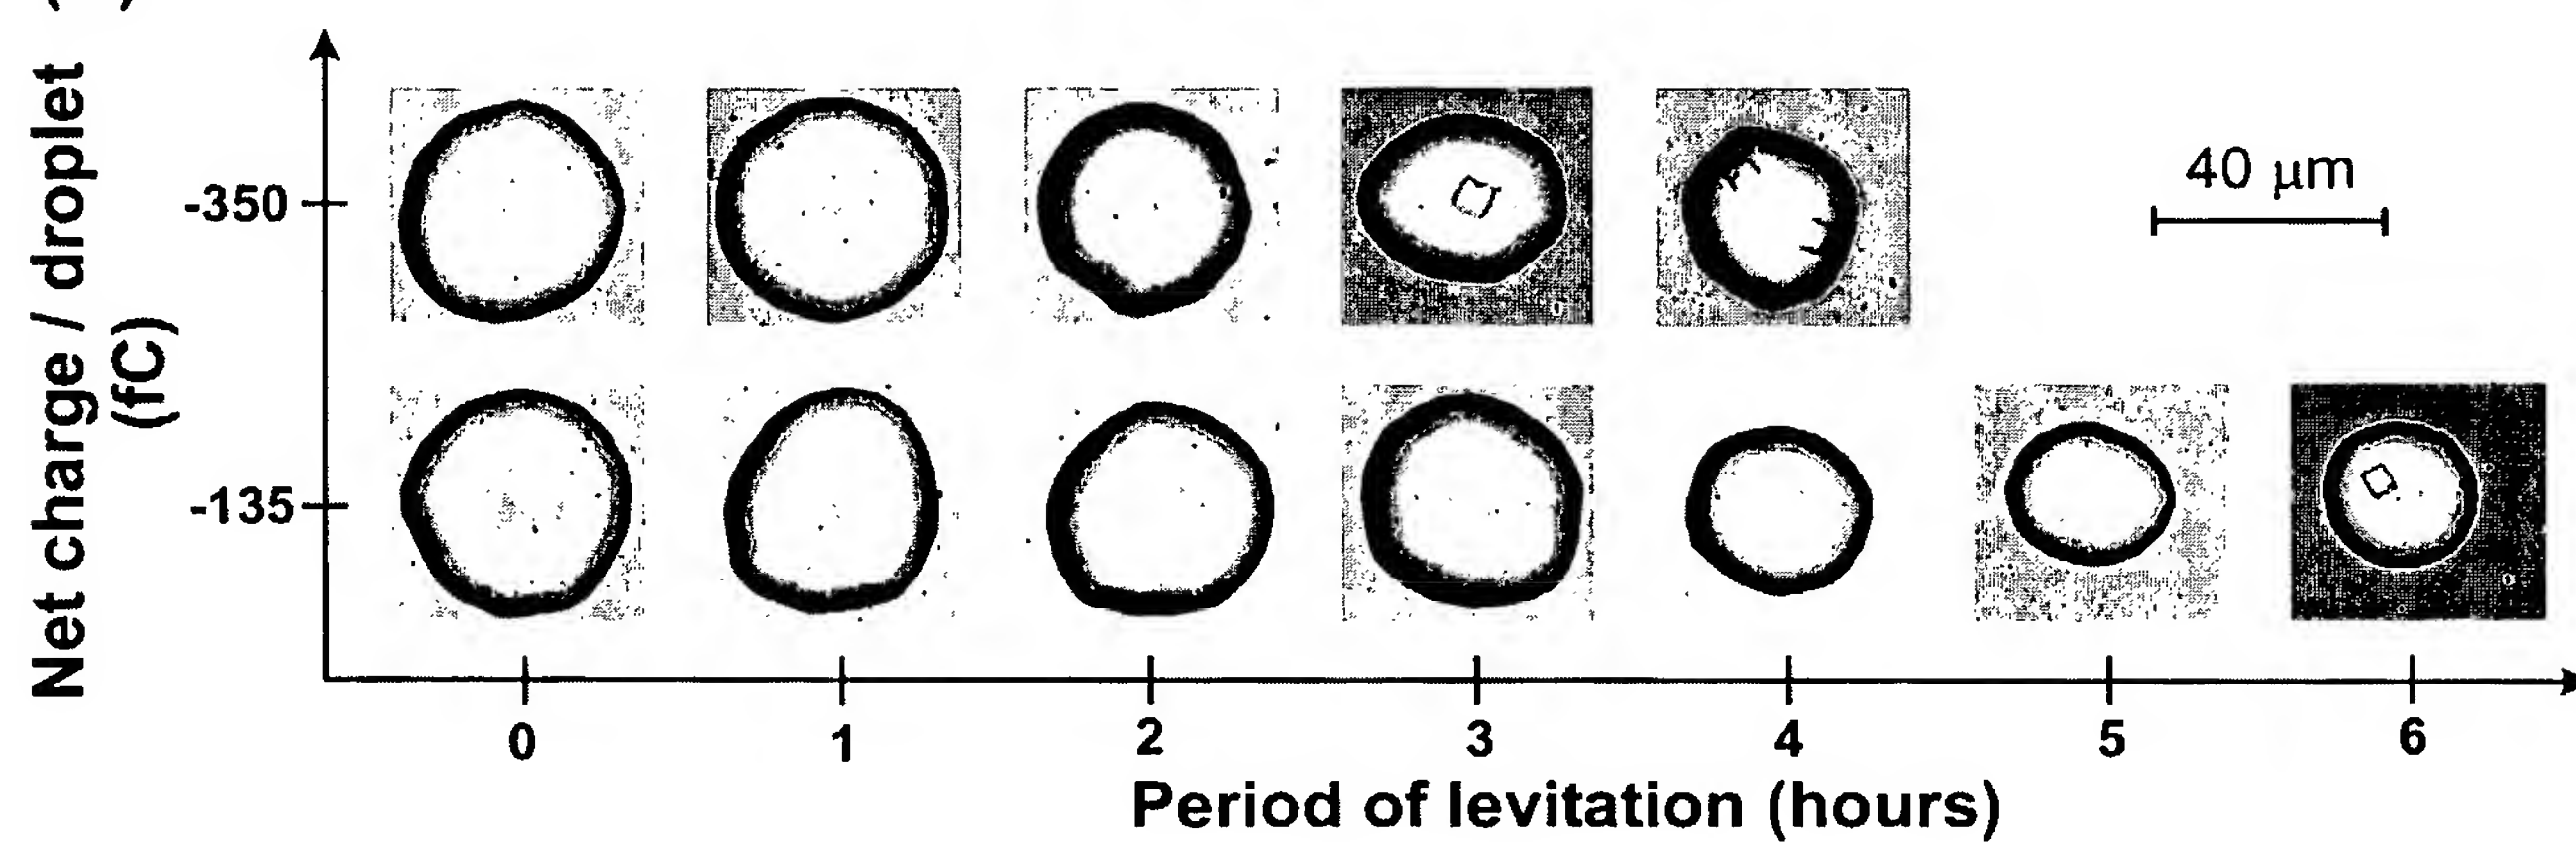 Net charge / droplet
(fC)
-350
-135
40 μm
0 1 2 3 4 5 6
Period of levitation (hours)